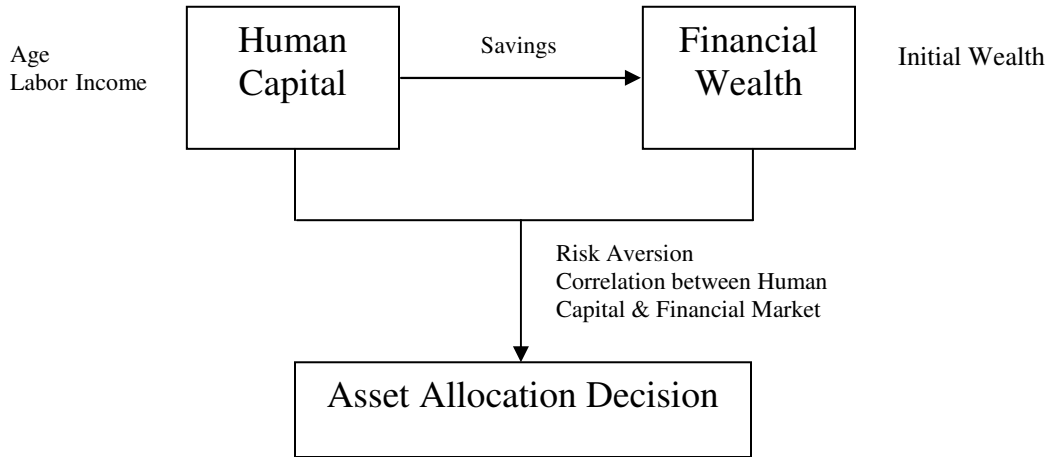 Age
Labor Income
Human
Capital
Savings
Financial
Wealth
Initial Wealth
Risk Aversion
Correlation between Human
Capital & Financial Market
Asset Allocation Decision